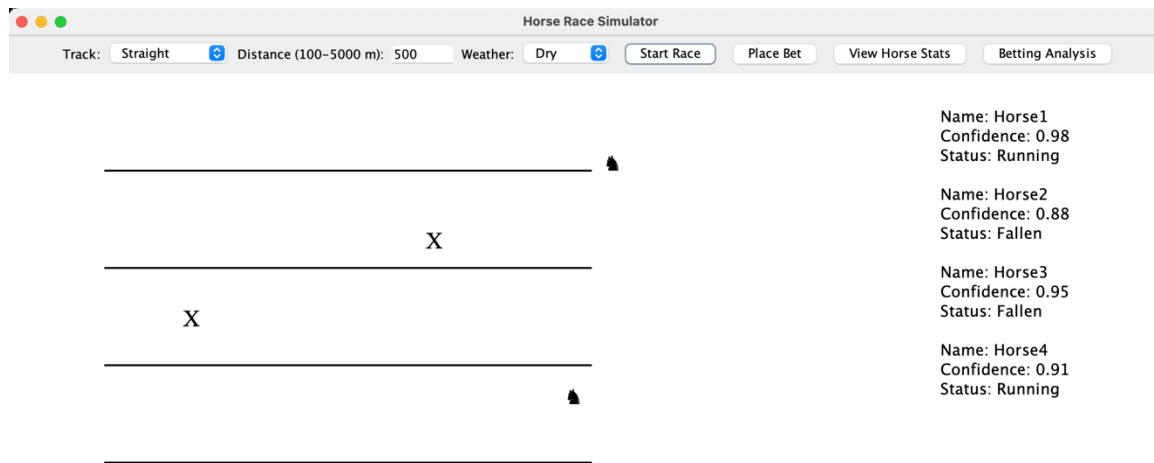 Horse Race Simulator
Track: Straight Distance (100-5000 m): 500 Weather: Dry Start Race Place Bet View Horse Stats Betting Analysis
Name: Horse1
Confidence: 0.98
Status: Running
♞
Name: Horse2
Confidence: 0.88
Status: Fallen
X
Name: Horse3
Confidence: 0.95
Status: Fallen
X
Name: Horse4
Confidence: 0.91
Status: Running
♞